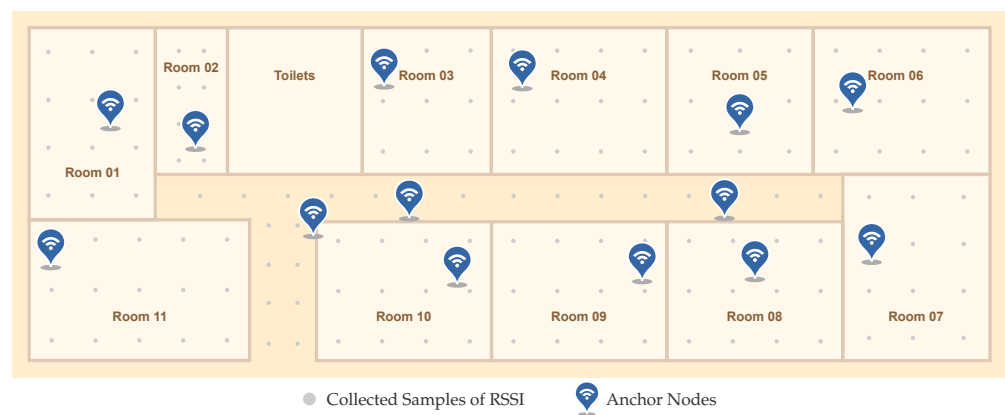 Room 02
Toilets
Room 03
Room 04
Room 05
Room 06
Room 01
Room 11
Room 10
Room 09
Room 08
Room 07
Collected Samples of RSSI
Anchor Nodes